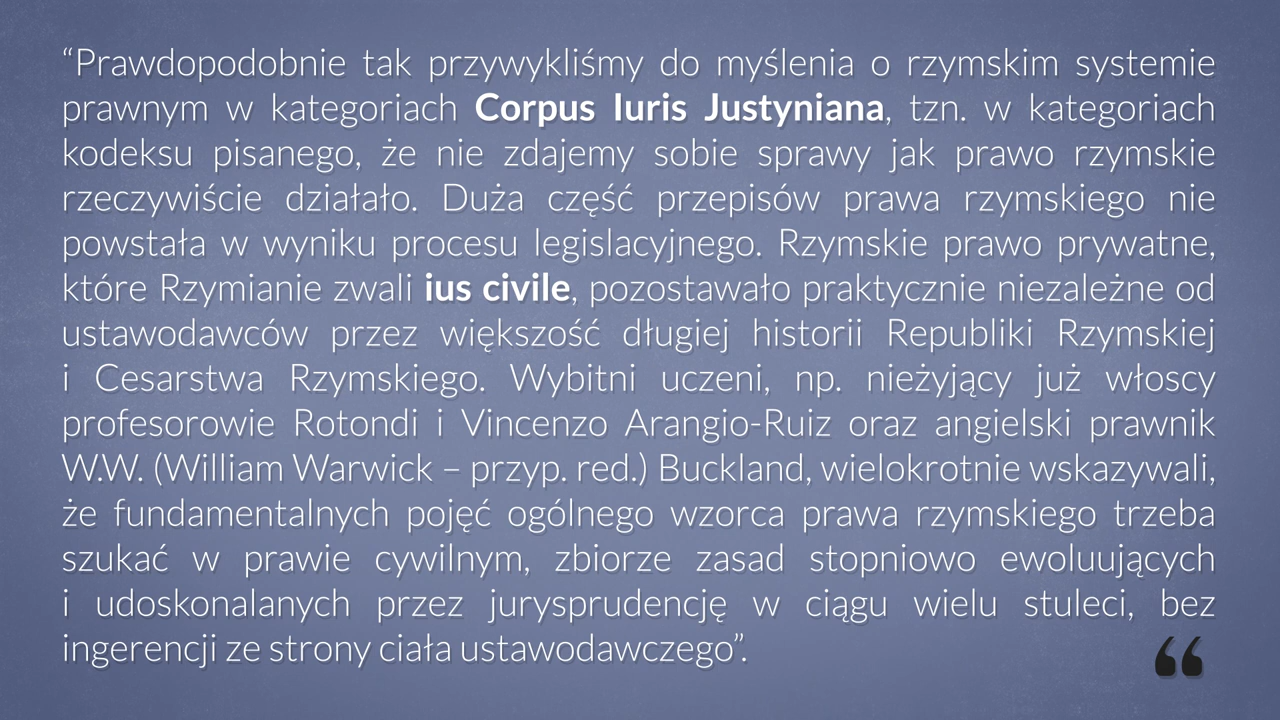 “Prawdopodobnie tak przywykliśmy do myślenia o rzymskim systemie
prawnym w kategoriach Corpus Iuris Justyniana, tzn. w kategoriach
kodeksu pisanego, że nie zdajemy sobie sprawy jak prawo rzymskie
rzeczywiście działało. Duża część przepisów prawa rzymskiego nie
powstała w wyniku procesu legislacyjnego. Rzymskie prawo prywatne,
które Rzymianie zwali ius civile, pozostawało praktycznie niezależne od
ustawodawców przez większość długiej historii Republiki Rzymskiej
i Cesarstwa Rzymskiego. Wybitni uczeni, np. nieżyjący już włoscy
profesorowie Rotondi i Vincenzo Arangio-Ruiz oraz angielski prawnik
W.W. (William Warwick – przyp. red.) Buckland, wielokrotnie wskazywali,
że fundamentalnych pojęć ogólnego wzorca prawa rzymskiego trzeba
szukać w prawie cywilnym, zbiorze zasad stopniowo ewoluujących
i udoskonalanych przez jurysprudencję w ciągu wielu stuleci, bez
ingerencji ze strony ciała ustawodawczego”.
“